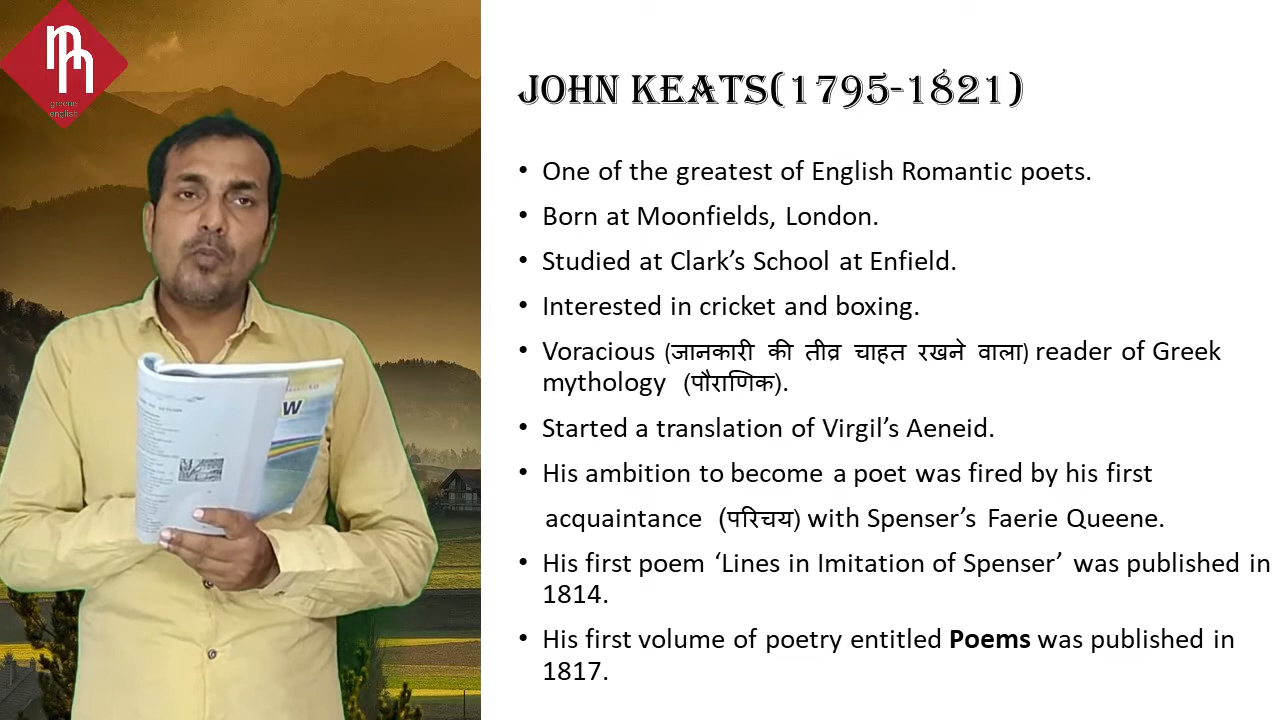 greene
english
JOHN KEATS(1795-1821)
• One of the greatest of English Romantic poets.
• Born at Moonfields, London.
• Studied at Clark’s School at Enfield.
• Interested in cricket and boxing.
• Voracious (जानकारी की तीव्र चाहत रखने वाला) reader of Greek
mythology (पौराणिक).
• Started a translation of Virgil’s Aeneid.
• His ambition to become a poet was fired by his first
acquaintance (परिचय) with Spenser’s Faerie Queene.
• His first poem ‘Lines in Imitation of Spenser’ was published in
1814.
• His first volume of poetry entitled Poems was published in
1817.